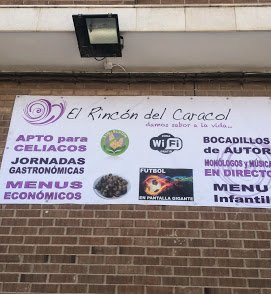 El Rincón del Caracol
damos sabor a la vida...
APTO para
CELIACOS
JORNADAS
GASTRONÓMICAS
MENUS
ECONÓMICOS
WiFi
FUTBOL
EN PANTALLA GIGANTE
BOCADILLOS
de AUTOR
MONÓLOGOS y MÚSICA
EN DIRECTO
MENU
Infantil